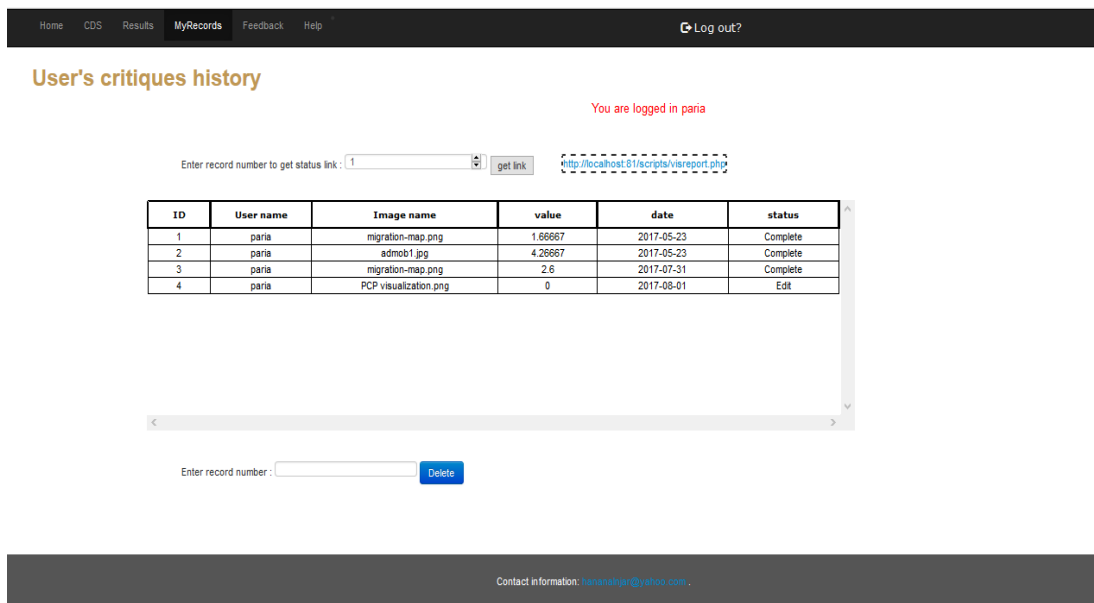 Home CDS Results MyRecords Feedback Help Log out?
User's critiques history
You are logged in paria
Enter record number to get status link : 1 get link http://localhost:81/scripts/visreport.php
ID User name Image name value date status
1 paria migration-map.png 1.66667 2017-05-23 Complete
2 paria admob1.jpg 4.26667 2017-05-23 Complete
3 paria migration-map.png 2.6 2017-07-31 Complete
4 paria PCP visualization.png 0 2017-08-01 Edit
Enter record number : Delete
Contact information: .